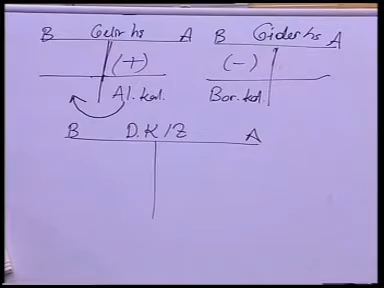 B Gelir hs A
B Gider hs A
(+)
(-)
Al. kal.
Bor. kal.
B D.K/Z A